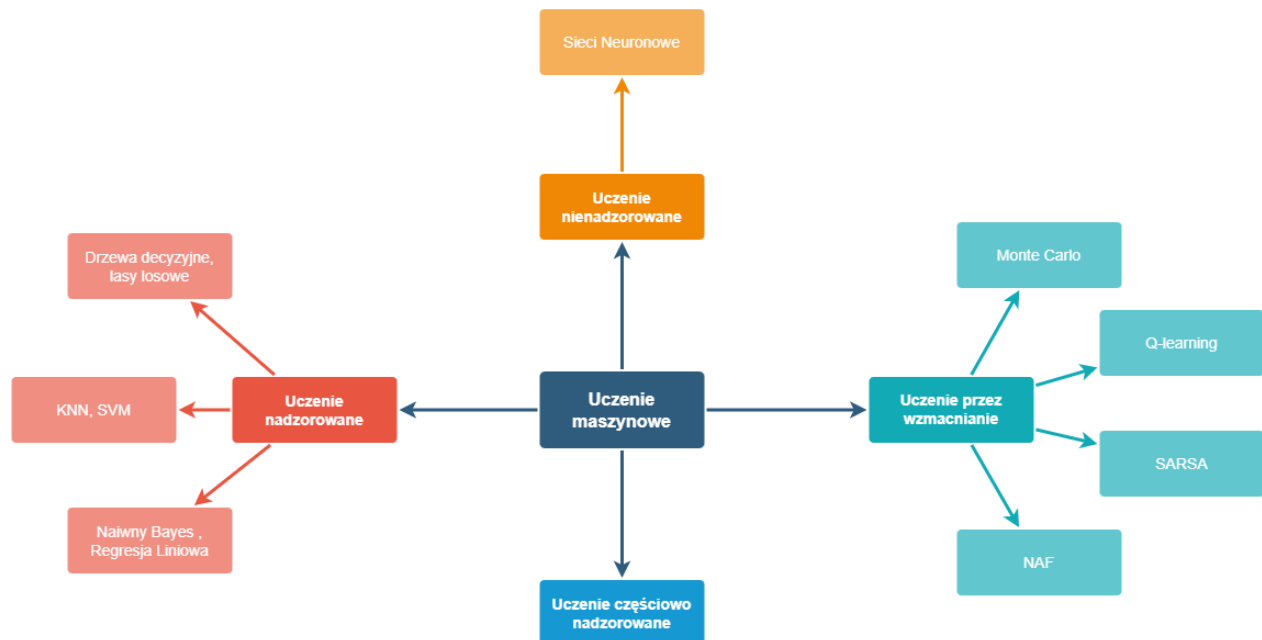 Sieci Neuronowe
Uczenie
nienadzorowane
Drzewa decyzyjne,
lasy losowe
Monte Carlo
Q-learning
KNN, SVM
Uczenie
nadzorowane
Uczenie
maszynowe
Uczenie przez
wzmacnianie
SARSA
Naiwny Bayes ,
Regresja Liniowa
NAF
Uczenie częściowo
nadzorowane